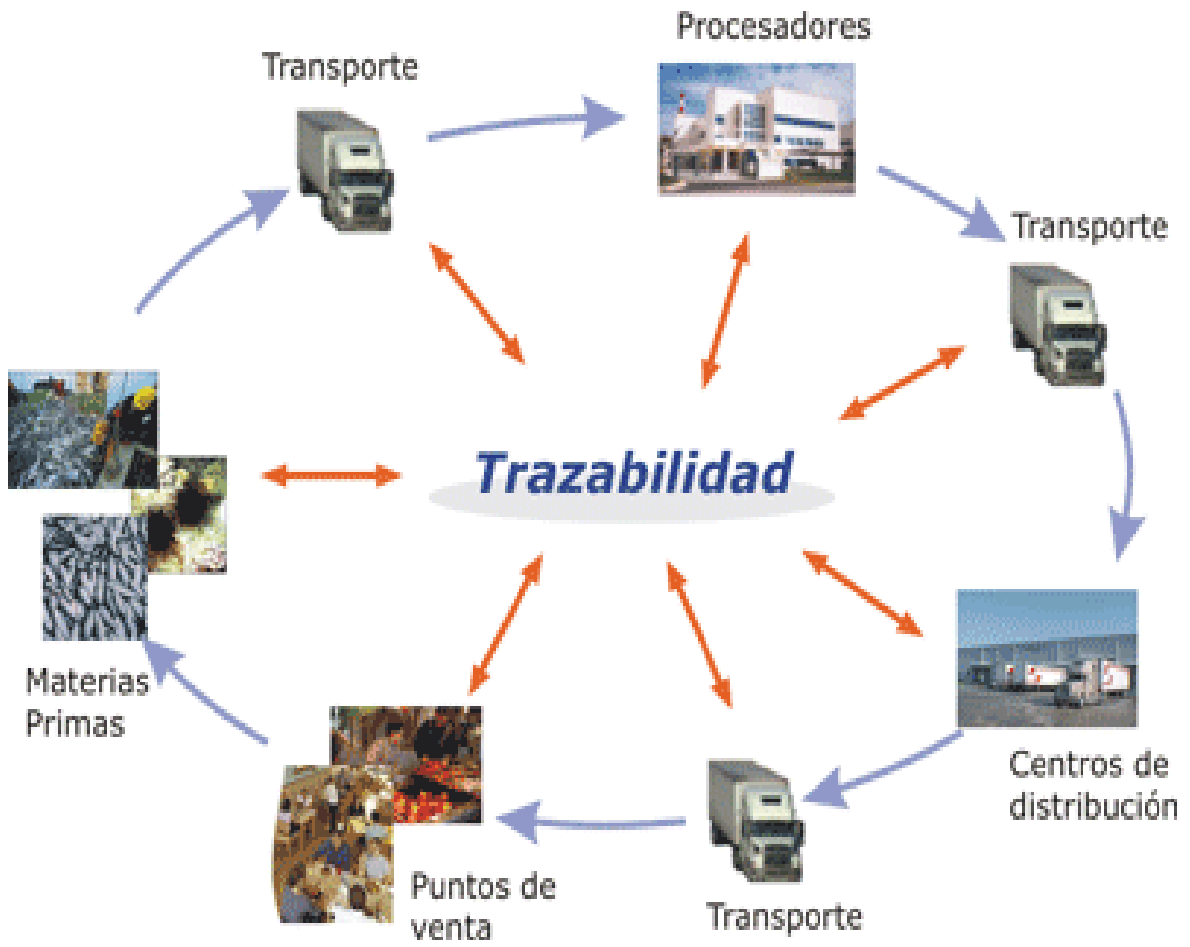 Procesadores
Transporte
Transporte
Trazabilidad
Materias
Primas
Centros de
distribución
Puntos de
venta
Transporte